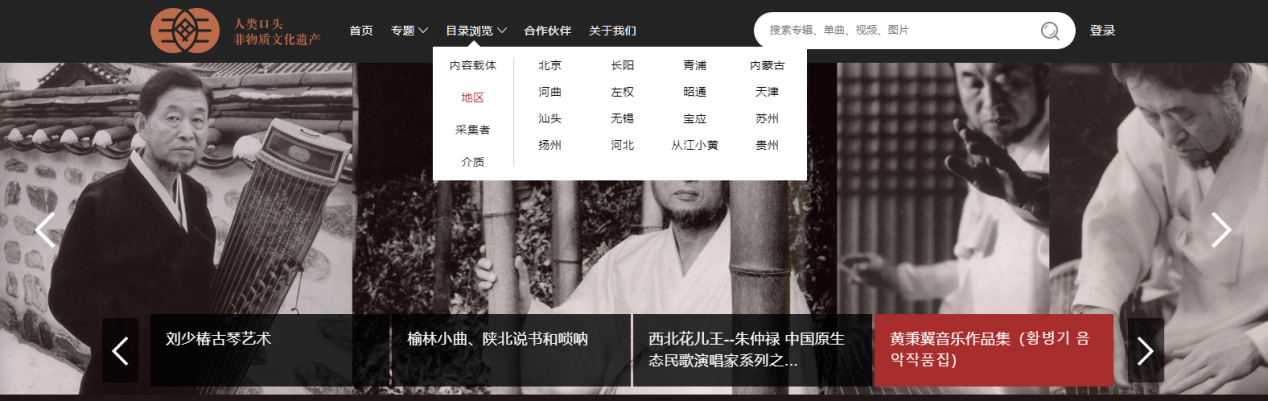 人类口头
非物质文化遗产
首页 专题 目录浏览 合作伙伴 关于我们
搜索专辑、单曲、视频、图片
登录
内容载体
地区
采集者
介质
北京 长阳 青浦 内蒙古
河曲 左权 昭通 天津
汕头 无锡 宝应 苏州
扬州 河北 从江小黄 贵州
刘少椿古琴艺术
榆林小曲、陕北说书和唢呐
西北花儿王--朱仲禄 中国原生
态民歌演唱家系列之...
黄秉冀音乐作品集（황병기 음
악작품집）